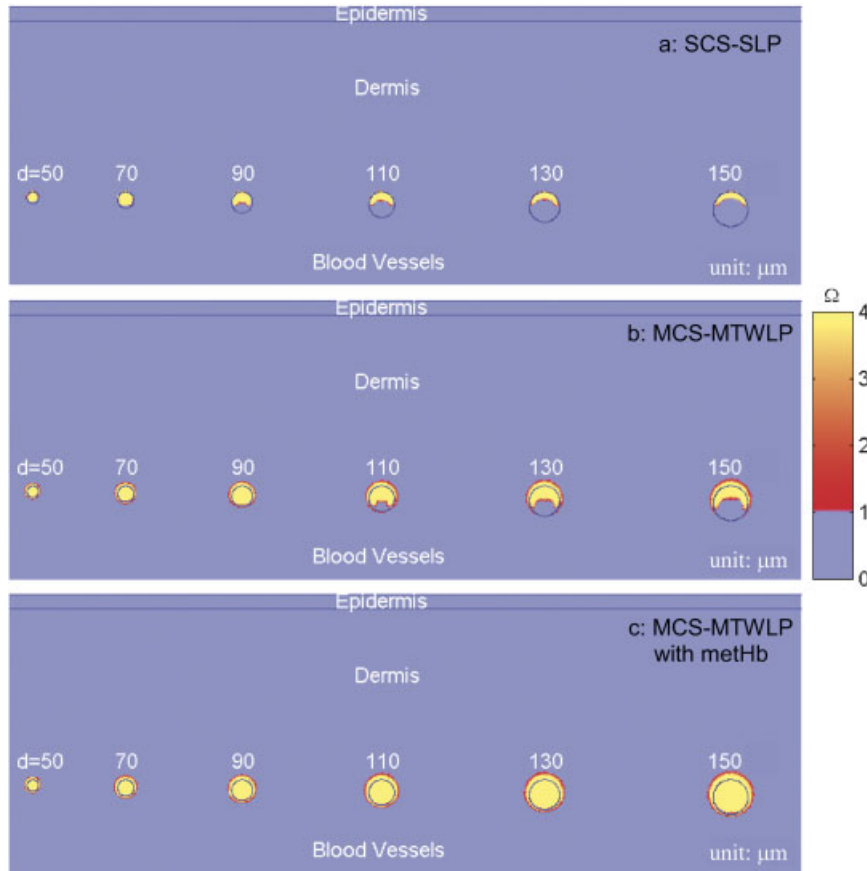 Epidermis
a: SCS-SLP
Dermis
d=50 70 90 110 130 150
Blood Vessels
unit: μm
Epidermis
b: MCS-MTWLP
Dermis
d=50 70 90 110 130 150
Blood Vessels
unit: μm
Ω
4
3
2
1
0
Epidermis
c: MCS-MTWLP
with metHb
Dermis
d=50 70 90 110 130 150
Blood Vessels
unit: μm